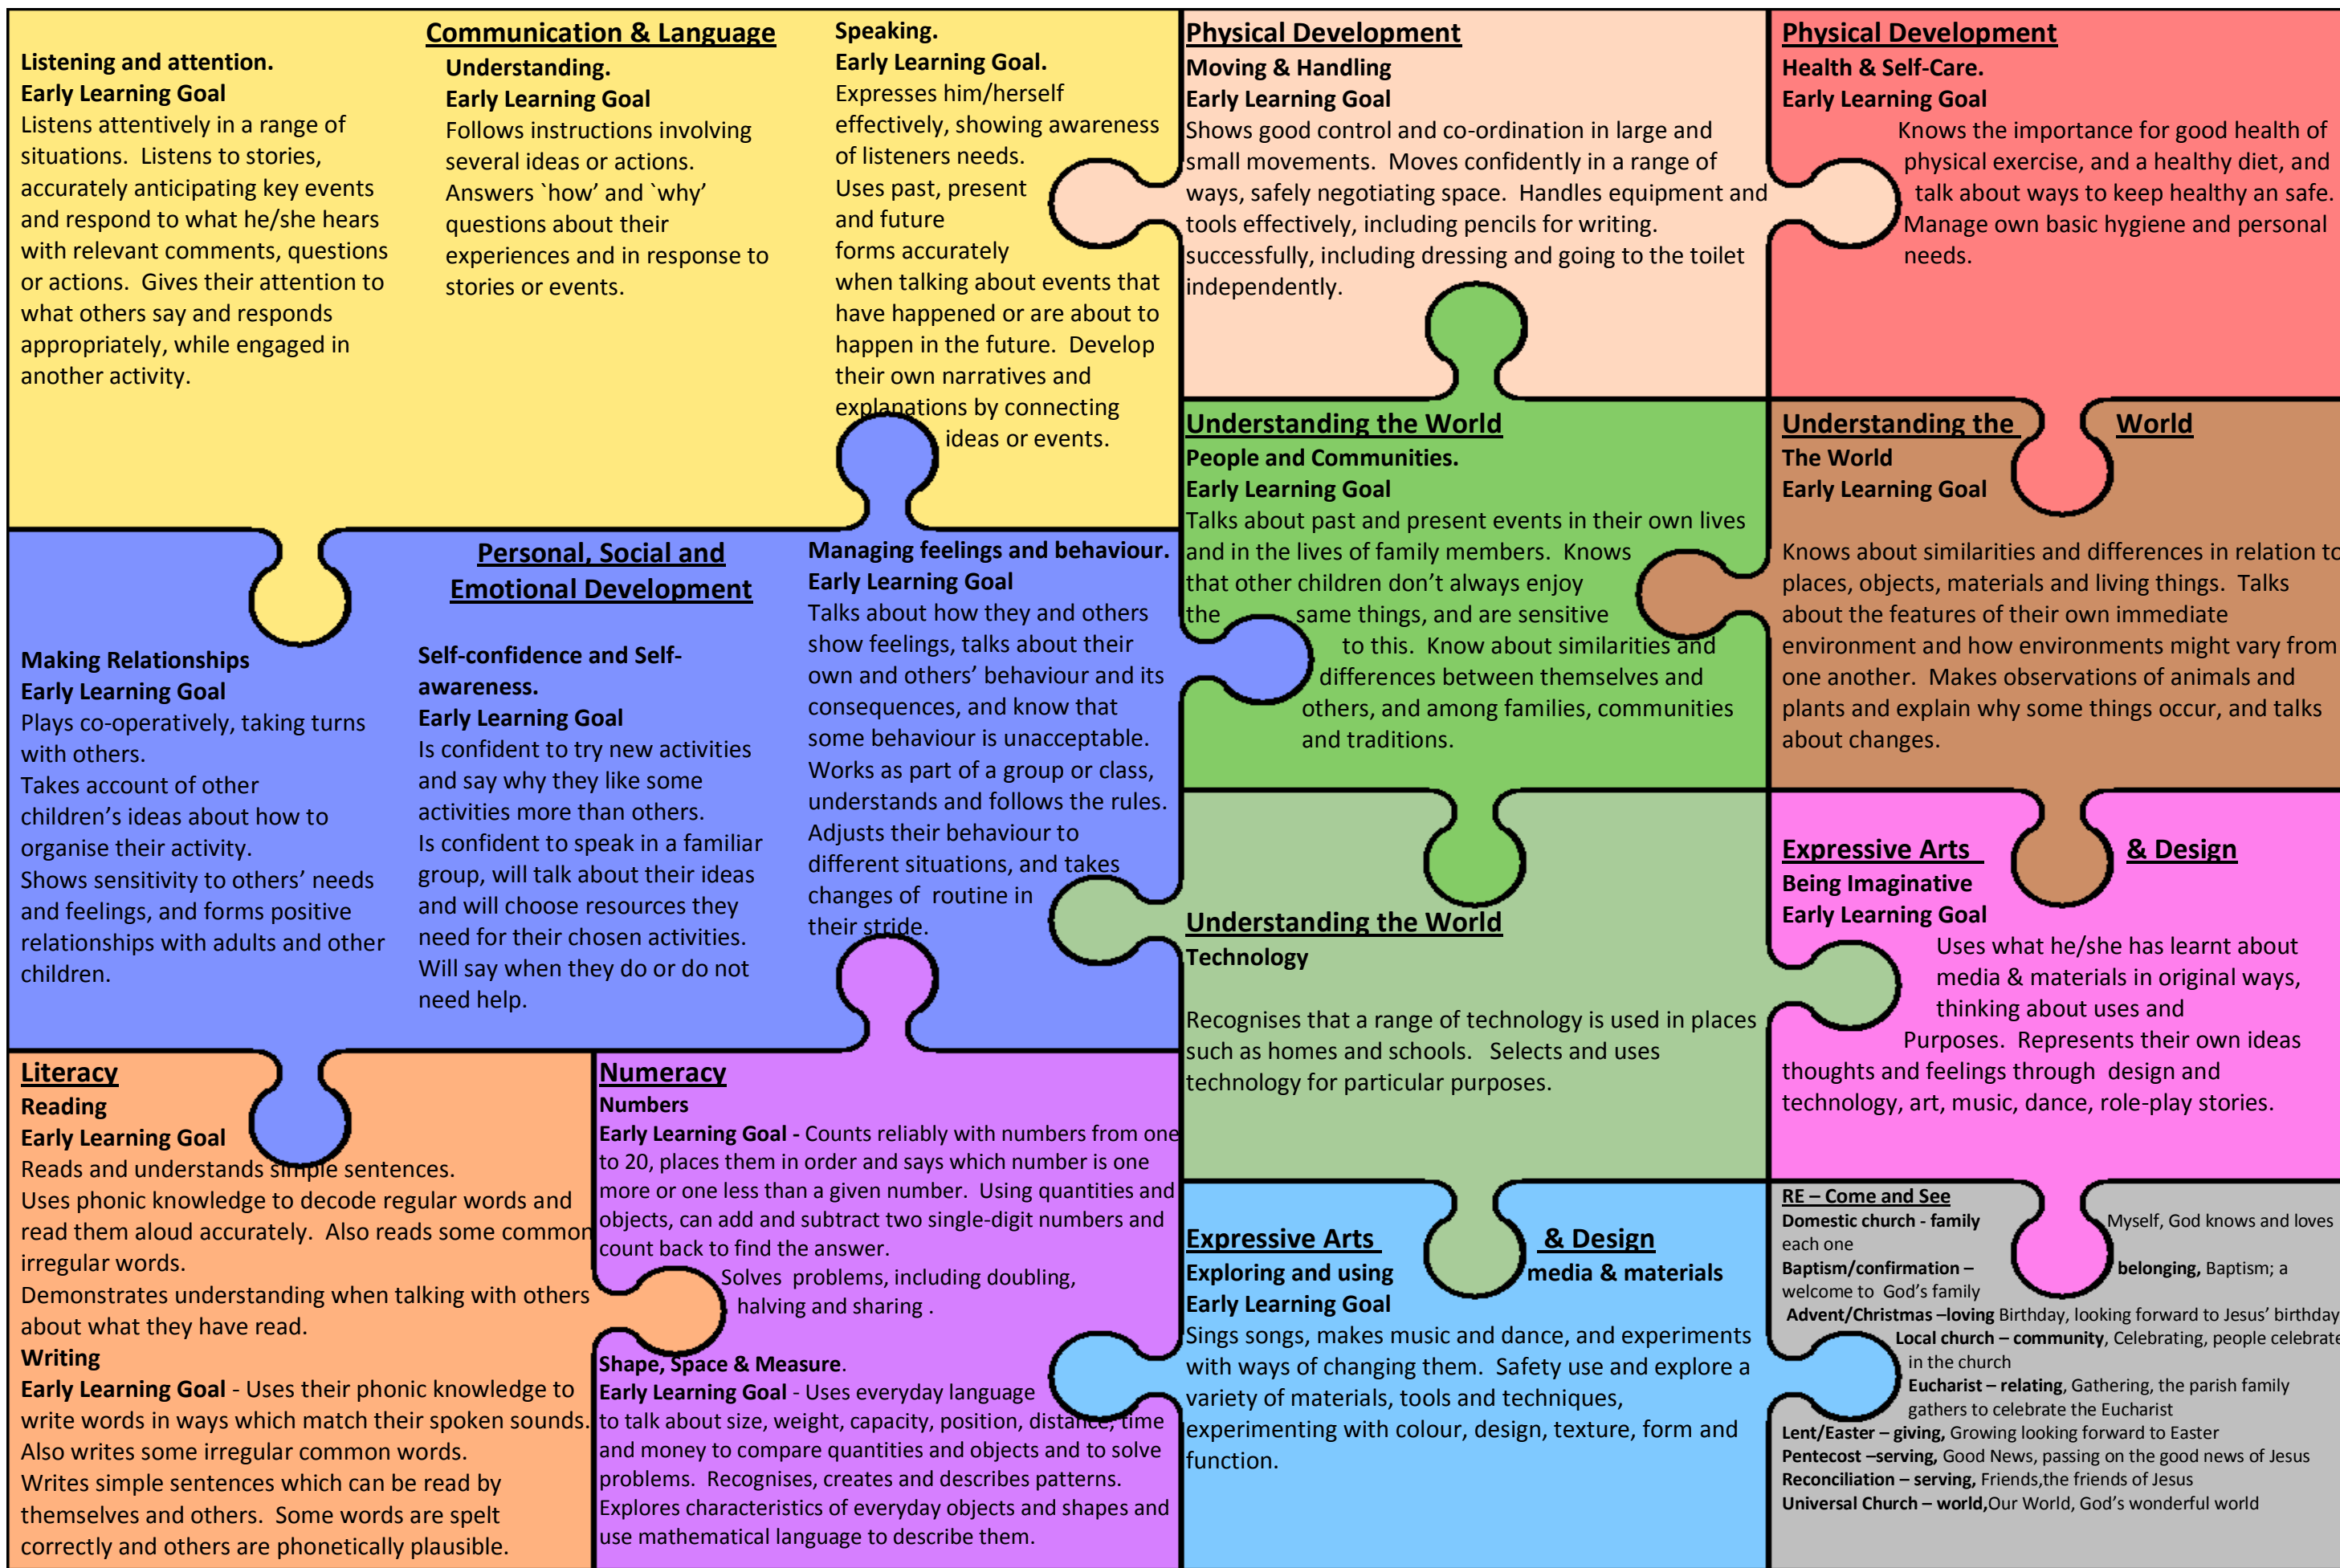 Communication & Language
Listening and attention.
Early Learning Goal
Listens attentively in a range of
situations.  Listens to stories,
accurately anticipating key events
and respond to what he/she hears
with relevant comments, questions
or actions.  Gives their attention to
what others say and responds
appropriately, while engaged in
another activity.
Understanding.
Early Learning Goal
Follows instructions involving
several ideas or actions.
Answers `how’ and `why’
questions about their
experiences and in response to
stories or events.
Speaking.
Early Learning Goal.
Expresses him/herself
effectively, showing awareness
of listeners needs.
Uses past, present
and future
forms accurately
when talking about events that
have happened or are about to
happen in the future.  Develop
their own narratives and
explanations by connecting
ideas or events.
Physical Development
Moving & Handling
Early Learning Goal
Shows good control and co-ordination in large and
small movements.  Moves confidently in a range of
ways, safely negotiating space.  Handles equipment and
tools effectively, including pencils for writing.
successfully, including dressing and going to the toilet
independently.
Physical Development
Health & Self-Care.
Early Learning Goal
Knows the importance for good health of
physical exercise, and a healthy diet, and
talk about ways to keep healthy an safe.
Manage own basic hygiene and personal
needs.
Personal, Social and
Emotional Development
Making Relationships
Early Learning Goal
Plays co-operatively, taking turns
with others.
Takes account of other
children’s ideas about how to
organise their activity.
Shows sensitivity to others’ needs
and feelings, and forms positive
relationships with adults and other
children.
Self-confidence and Self-
awareness.
Early Learning Goal
Is confident to try new activities
and say why they like some
activities more than others.
Is confident to speak in a familiar
group, will talk about their ideas
and will choose resources they
need for their chosen activities.
Will say when they do or do not
need help.
Managing feelings and behaviour.
Early Learning Goal
Talks about how they and others
show feelings, talks about their
own and others’ behaviour and its
consequences, and know that
some behaviour is unacceptable.
Works as part of a group or class,
understands and follows the rules.
Adjusts their behaviour to
different situations, and takes
changes of  routine in
their stride.
Understanding the World
People and Communities.
Early Learning Goal
Talks about past and present events in their own lives
and in the lives of family members.  Knows
that other children don’t always enjoy
the same things, and are sensitive
to this.  Know about similarities and
differences between themselves and
others, and among families, communities
and traditions.
Understanding the World
The World
Early Learning Goal
Knows about similarities and differences in relation to
places, objects, materials and living things.  Talks
about the features of their own immediate
environment and how environments might vary from
one another.  Makes observations of animals and
plants and explain why some things occur, and talks
about changes.
Understanding the World
Technology
Recognises that a range of technology is used in places
such as homes and schools.   Selects and uses
technology for particular purposes.
Expressive Arts & Design
Being Imaginative
Early Learning Goal
Uses what he/she has learnt about
media & materials in original ways,
thinking about uses and
Purposes.  Represents their own ideas
thoughts and feelings through  design and
technology, art, music, dance, role-play stories.
Literacy
Reading
Early Learning Goal
Reads and understands simple sentences.
Uses phonic knowledge to decode regular words and
read them aloud accurately.  Also reads some common
irregular words.
Demonstrates understanding when talking with others
about what they have read.
Writing
Early Learning Goal - Uses their phonic knowledge to
write words in ways which match their spoken sounds.
Also writes some irregular common words.
Writes simple sentences which can be read by
themselves and others.  Some words are spelt
correctly and others are phonetically plausible.
Numeracy
Numbers
Early Learning Goal - Counts reliably with numbers from one
to 20, places them in order and says which number is one
more or one less than a given number.  Using quantities and
objects, can add and subtract two single-digit numbers and
count back to find the answer.
Solves  problems, including doubling,
halving and sharing .
Shape, Space & Measure.
Early Learning Goal - Uses everyday language
to talk about size, weight, capacity, position, distance, time
and money to compare quantities and objects and to solve
problems.  Recognises, creates and describes patterns.
Explores characteristics of everyday objects and shapes and
use mathematical language to describe them.
Expressive Arts & Design
Exploring and using media & materials
Early Learning Goal
Sings songs, makes music and dance, and experiments
with ways of changing them.  Safety use and explore a
variety of materials, tools and techniques,
experimenting with colour, design, texture, form and
function.
RE – Come and See
Domestic church - family Myself, God knows and loves
each one
Baptism/confirmation – belonging, Baptism; a
welcome to  God’s family
Advent/Christmas –loving Birthday, looking forward to Jesus’ birthday
Local church – community, Celebrating, people celebrate
in the church
Eucharist – relating, Gathering, the parish family
gathers to celebrate the Eucharist
Lent/Easter – giving, Growing looking forward to Easter
Pentecost –serving, Good News, passing on the good news of Jesus
Reconciliation – serving, Friends,the friends of Jesus
Universal Church – world,Our World, God’s wonderful world